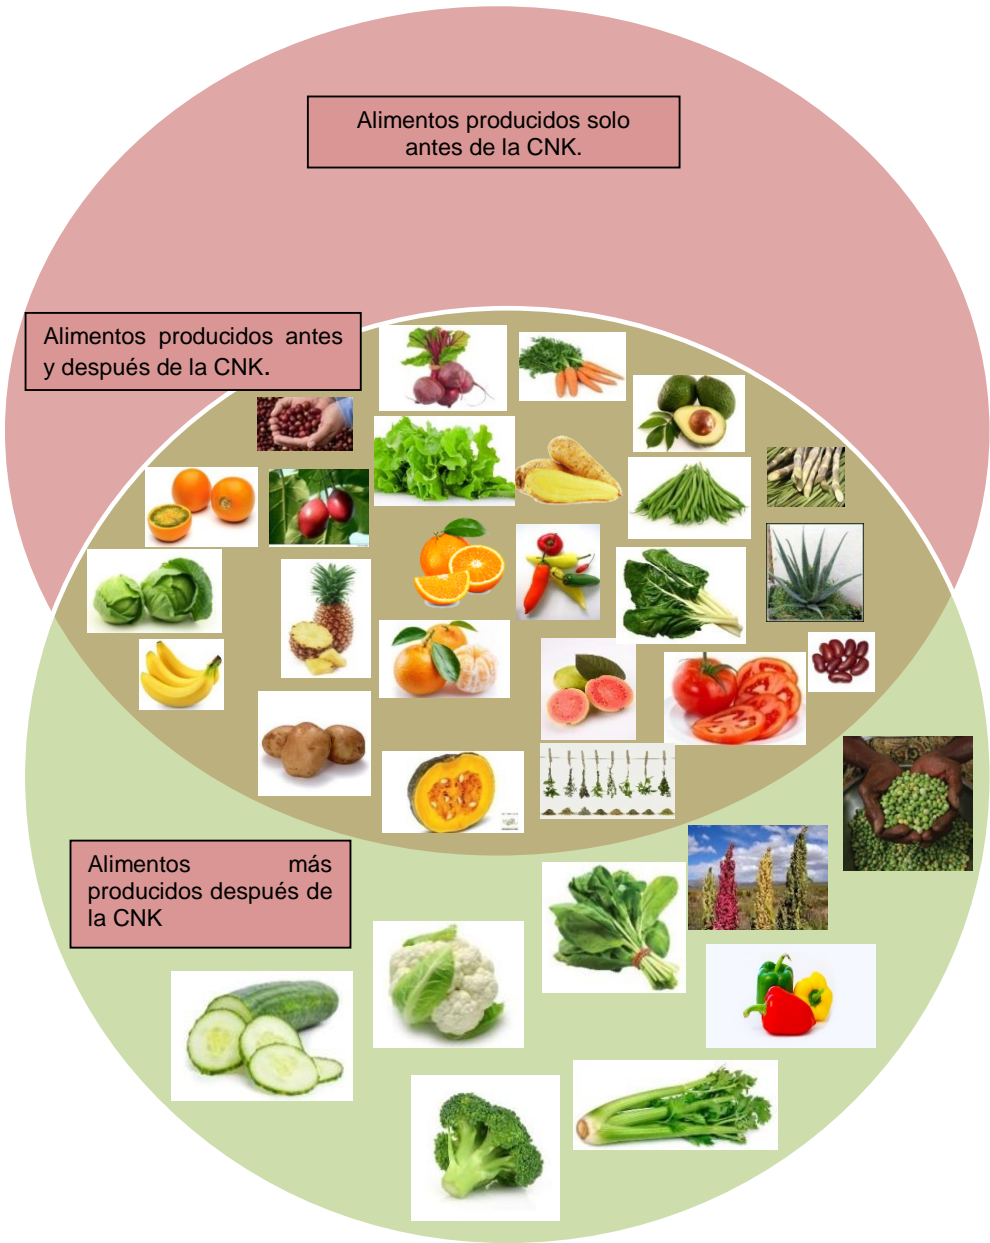 Alimentos producidos solo
antes de la CNK.
Alimentos producidos antes
y después de la CNK.
Alimentos más
producidos después de
la CNK